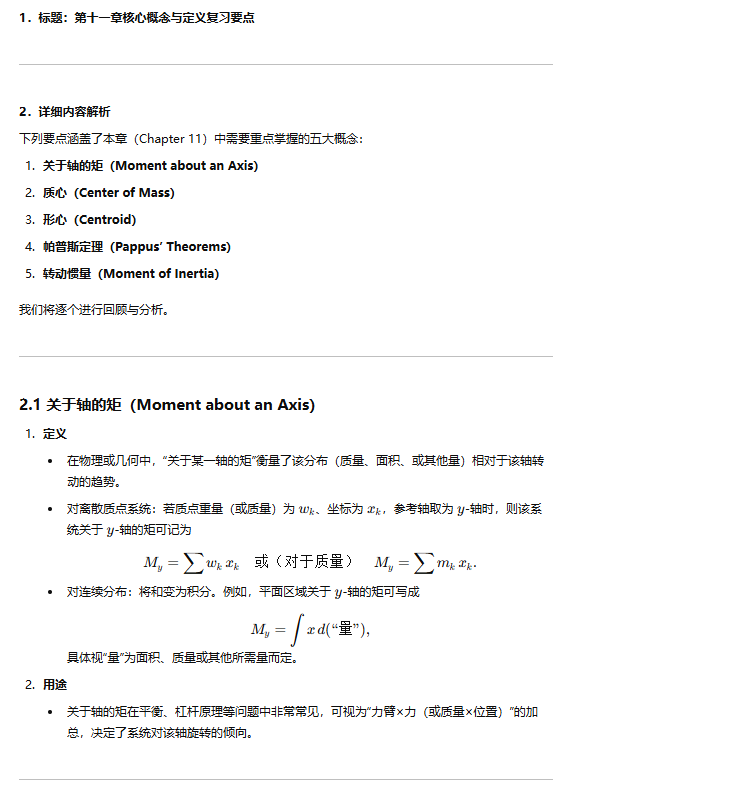 1．标题：第十一章核心概念与定义复习要点
2．详细内容解析
下列要点涵盖了本章（Chapter 11）中需要重点掌握的五大概念：
1. 关于轴的矩（Moment about an Axis）
2. 质心（Center of Mass）
3. 形心（Centroid）
4. 帕普斯定理（Pappus’ Theorems）
5. 转动惯量（Moment of Inertia）
我们将逐个进行回顾与分析。
2.1 关于轴的矩（Moment about an Axis）
1. 定义
• 在物理或几何中，“关于某一轴的矩”衡量了该分布（质量、面积、或其他量）相对于该轴转
动的趋势。
• 对离散质点系统：若质点重量（或质量）为 w_k、坐标为 x_k，参考轴取为 y-轴时，则该系
统关于 y-轴的矩可记为
M_y = ∑ w_k x_k 或（对于质量） M_y = ∑ m_k x_k.
• 对连续分布：将和变为积分。例如，平面区域关于 y-轴的矩可写成
M_y = ∫ x d(“量”),
具体视“量”为面积、质量或其他所需量而定。
2. 用途
• 关于轴的矩在平衡、杠杆原理等问题中非常常见，可视为“力臂×力（或质量×位置）”的加
总，决定了系统对该轴旋转的倾向。